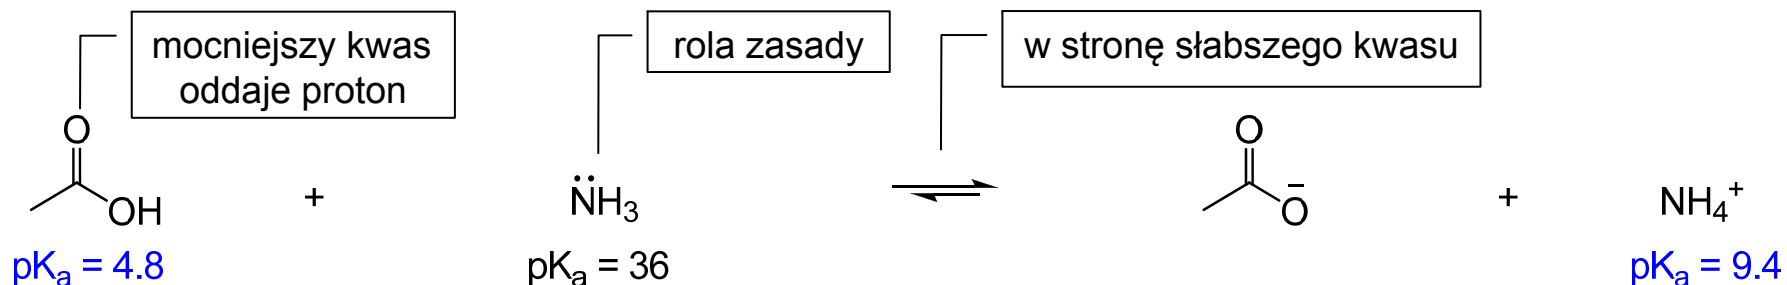 mocniejszy kwas
oddaje proton
rola zasady
w stronę słabszego kwasu
O
OH
+
N̈H₃
O
O⁻
+
NH₄⁺
pKₐ = 4.8
pKₐ = 36
pKₐ = 9.4